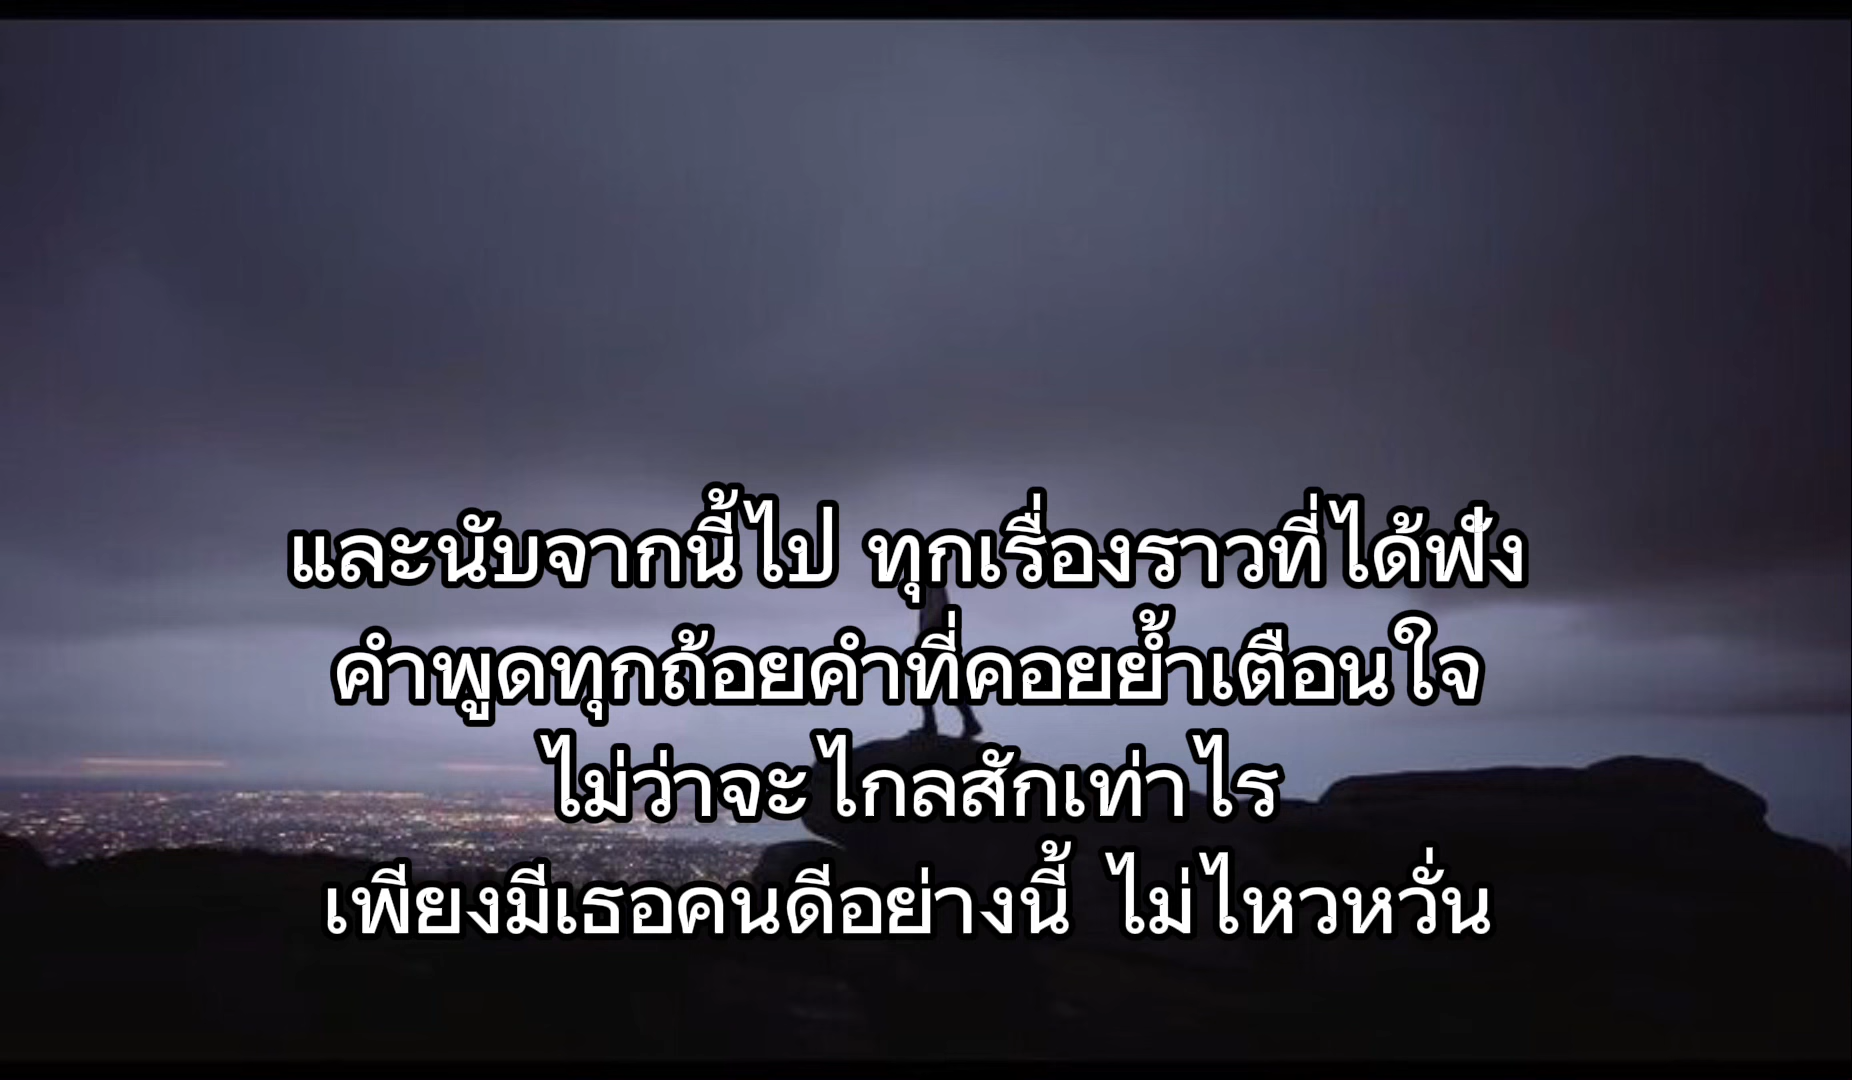 และนับจากนี้ไป ทุกเรื่องราวที่ได้ฟัง
คำพูดทุกถ้อยคำที่คอยย้ำเตือนใจ
ไม่ว่าจะไกลสักเท่าไร
เพียงมีเธอคนดีอย่างนี้ ไม่ไหวหวั่น